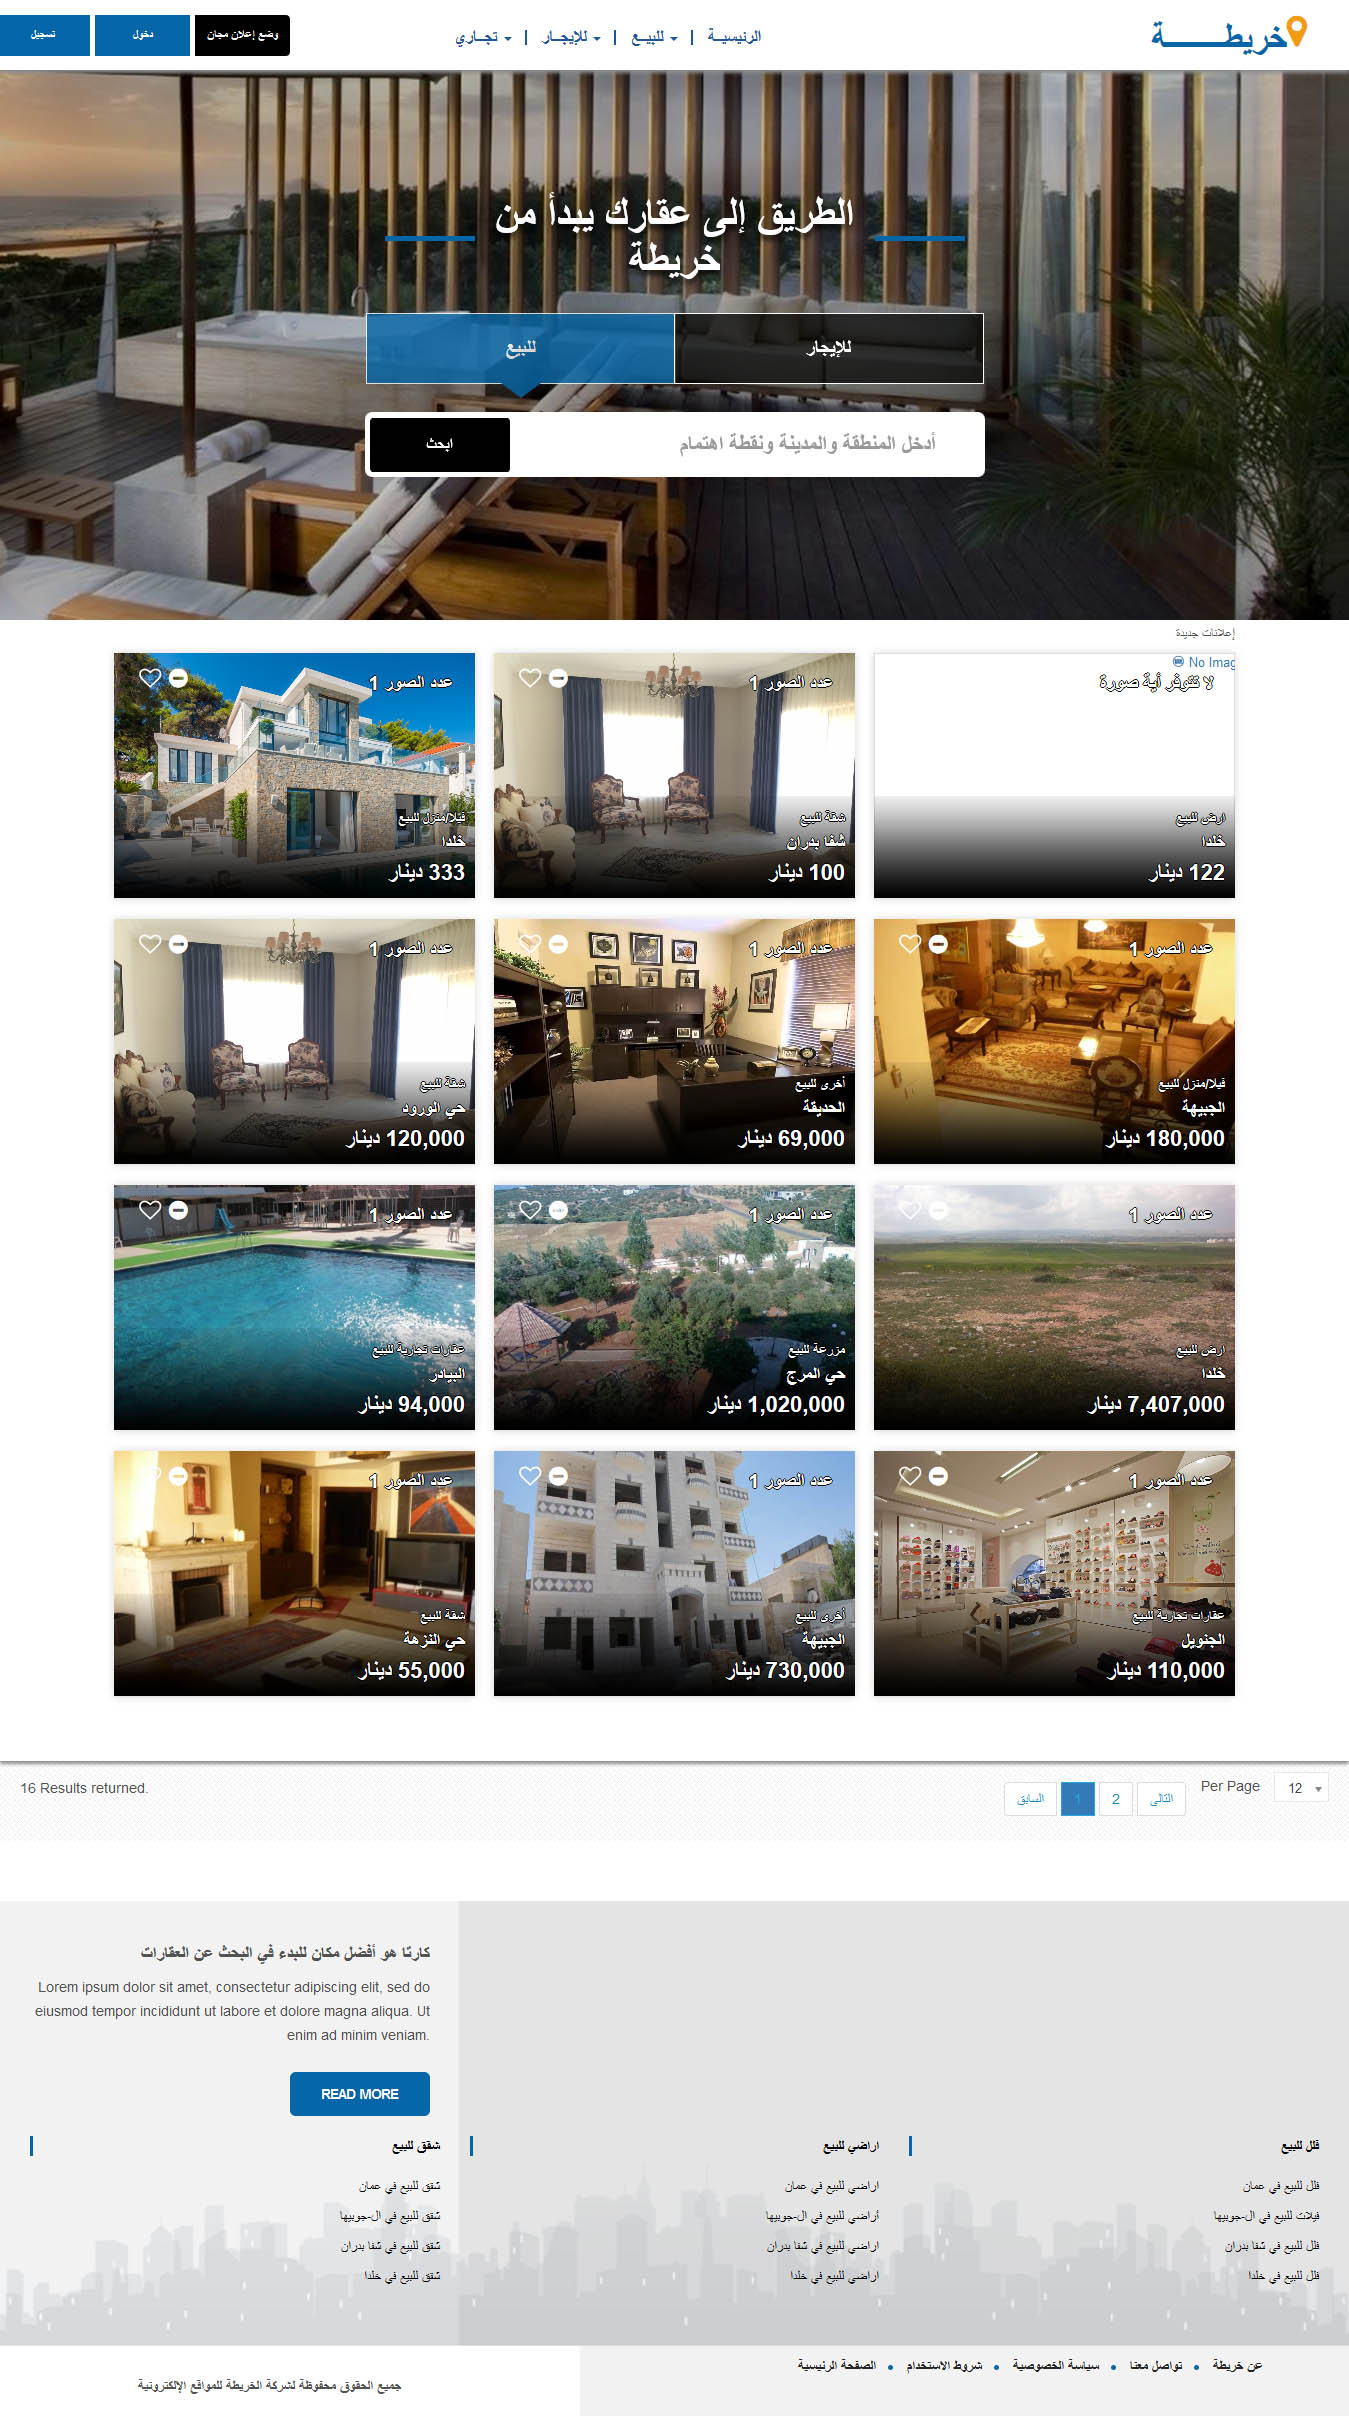 خريطـــــــة
الرئيسيــة
للبيــع
للإيجــار
تجــاري
وضع إعلان مجان
دخول
تسجيل
الطريق إلى عقارك يبدأ من
خريطة
للإيجار
للبيع
أدخل المنطقة والمدينة ونقطة اهتمام
ابحث
إعلانات جديدة
No Imag
لا تتوفر أية صورة
ارض للبيع
خلدا
122 دينار
عدد الصور 1
شقة للبيع
شفا بدران
100 دينار
عدد الصور 1
فيلا/منزل للبيع
خلدا
333 دينار
عدد الصور 1
فيلا/منزل للبيع
الجبيهة
180,000 دينار
عدد الصور 1
أخرى للبيع
الحديقة
69,000 دينار
عدد الصور 1
شقة للبيع
حي الورود
120,000 دينار
عدد الصور 1
ارض للبيع
خلدا
7,407,000 دينار
عدد الصور 1
مزرعة للبيع
حي المرج
1,020,000 دينار
عدد الصور 1
عقارات تجارية للبيع
البيادر
94,000 دينار
عدد الصور 1
عقارات تجارية للبيع
الجنويل
110,000 دينار
عدد الصور 1
أخرى للبيع
الجبيهة
730,000 دينار
عدد الصور 1
شقة للبيع
حي النزهة
55,000 دينار
16 Results returned.
السابق
1
2
التالى
Per Page
12
كارتا هو أفضل مكان للبدء في البحث عن العقارات
Lorem ipsum dolor sit amet, consectetur adipiscing elit, sed do
eiusmod tempor incididunt ut labore et dolore magna aliqua. Ut
enim ad minim veniam.
READ MORE
فلل للبيع
فلل للبيع في عمان
فيلات للبيع في ال-جوبيها
فلل للبيع في شفا بدران
فلل للبيع في خلدا
اراضي للبيع
اراضي للبيع في عمان
أراضي للبيع في ال-جوبيها
اراضي للبيع في شفا بدران
اراضي للبيع في خلدا
شقق للبيع
شقق للبيع في عمان
شقق للبيع في ال-جوبيها
شقق للبيع في شفا بدران
شقق للبيع في خلدا
عن خريطة
تواصل معنا
سياسة الخصوصية
شروط الاستخدام
الصفحة الرئيسية
جميع الحقوق محفوظة لشركة الخريطة للمواقع الإلكترونية